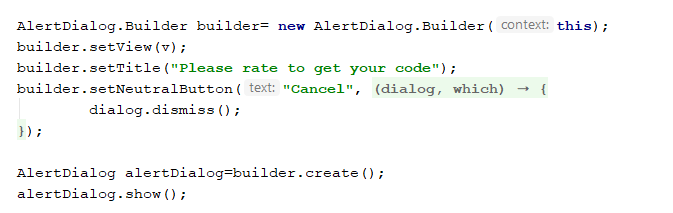 AlertDialog.Builder builder= new AlertDialog.Builder( context: this);
builder.setView(v);
builder.setTitle("Please rate to get your code");
builder.setNeutralButton( text: "Cancel", (dialog, which) → {
        dialog.dismiss();
});

AlertDialog alertDialog=builder.create();
alertDialog.show();